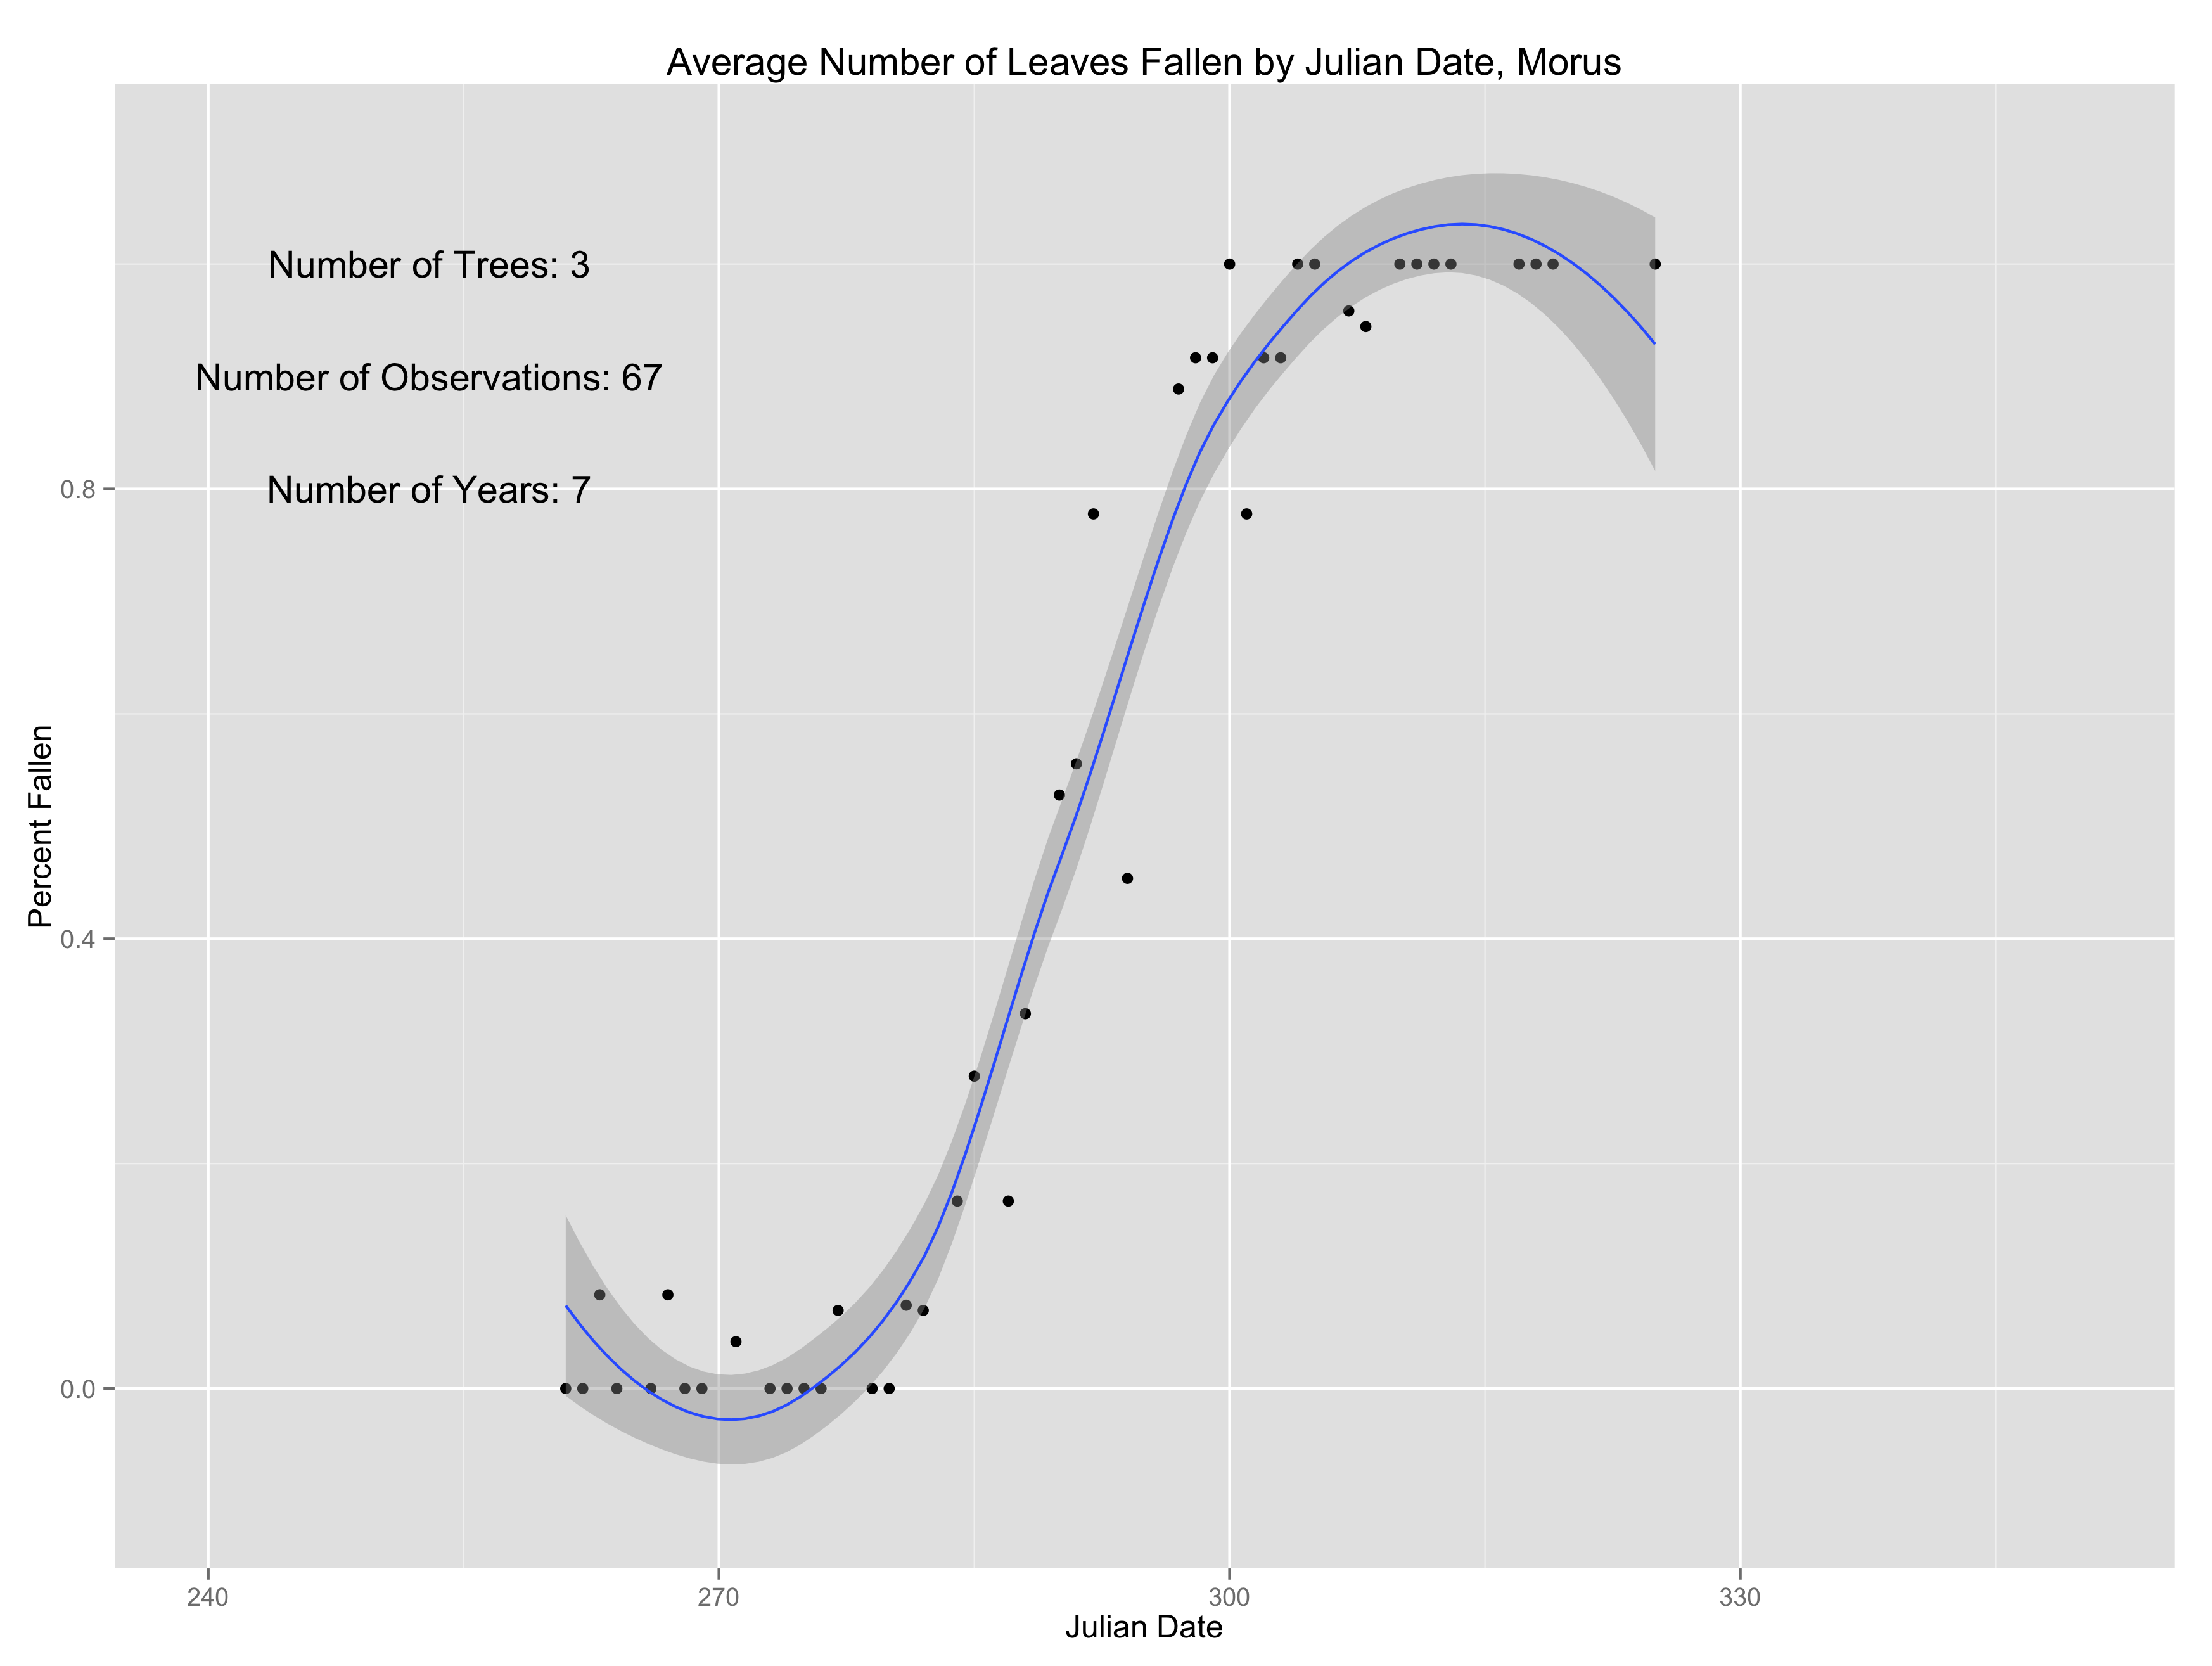 Average Number of Leaves Fallen by Julian Date, Morus
Number of Trees: 3
Number of Observations: 67
Number of Years: 7
Percent Fallen
0.8
0.4
0.0
240
270
300
330
Julian Date